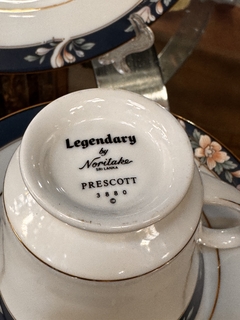 Legendary
by
Noritake
SRI LANKA
PRESCOTT
3880
©